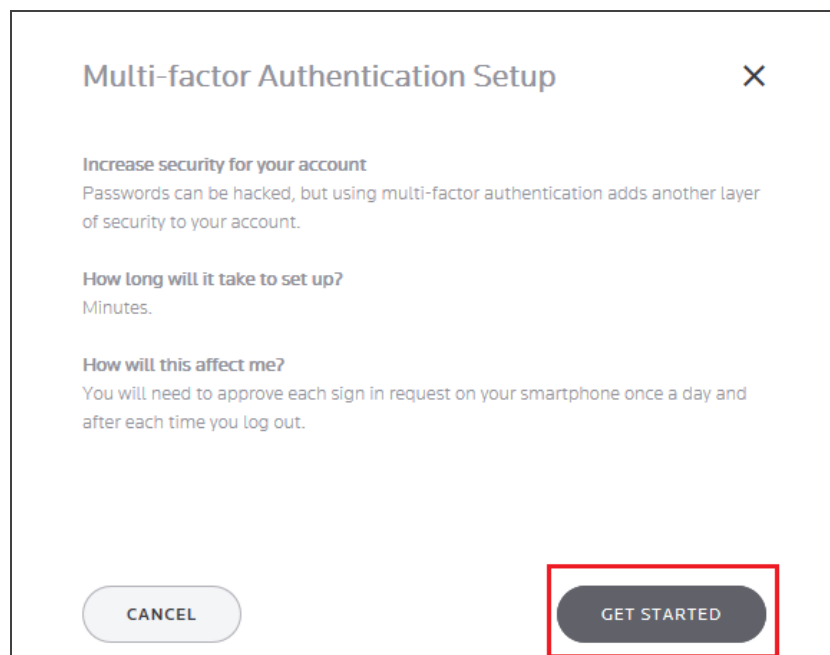 Multi-factor Authentication Setup
Increase security for your account
Passwords can be hacked, but using multi-factor authentication adds another layer
of security to your account.
How long will it take to set up?
Minutes.
How will this affect me?
You will need to approve each sign in request on your smartphone once a day and
after each time you log out.
CANCEL
GET STARTED